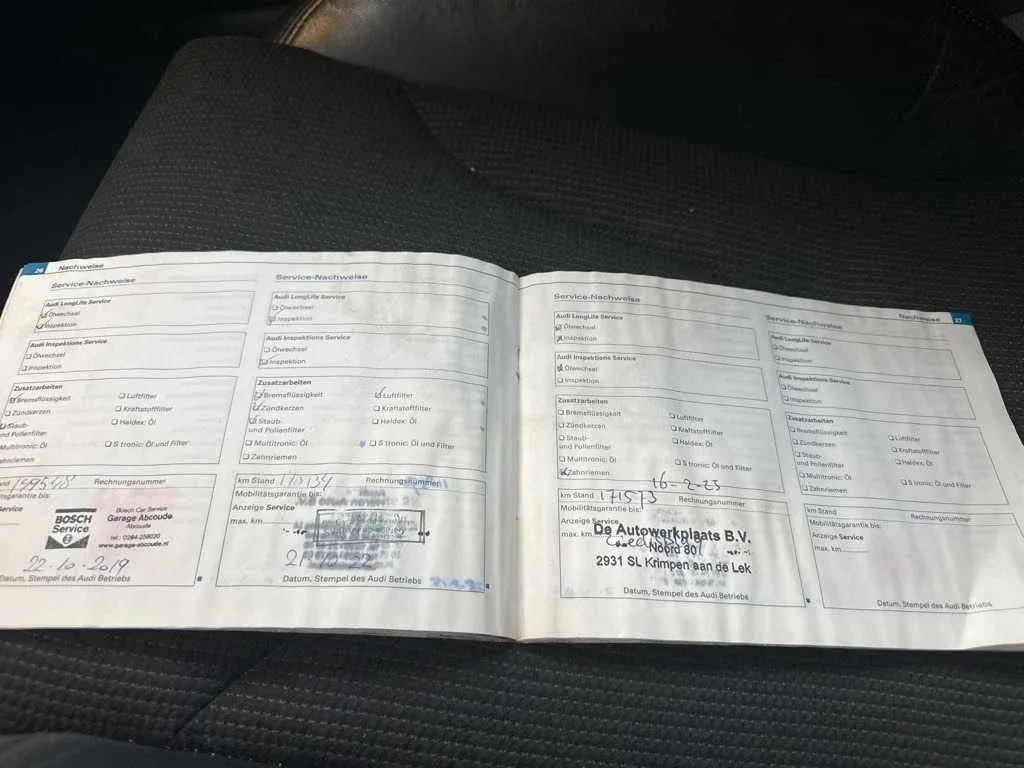 26 Nachweise
Service-Nachweise
Audi LongLife Service
Ölwechsel
Inspektion
Audi Inspektions Service
Ölwechsel
Inspektion
Zusatzarbeiten
Bremsflüssigkeit
Luftfilter
Zündkerzen
Kraftstofffilter
Staub-
und Pollenfilter
Haldex: Öl
Multitronic: Öl
S tronic: Öl und Filter
Zahnriemen
Rechnungsnummer
Service
BOSCH
Service
Bosch Car Service
Garage Abcoude
Abcoude
www.garage-abcoude.nl
22-10-2019
Datum, Stempel des Audi Betriebs
Service-Nachweise
Audi LongLife Service
Ölwechsel
Inspektion
Audi Inspektions Service
Ölwechsel
Inspektion
Zusatzarbeiten
Bremsflüssigkeit
Luftfilter
Zündkerzen
Kraftstofffilter
Staub-
und Pollenfilter
Haldex: Öl
Multitronic: Öl
S tronic: Öl und Filter
Zahnriemen
km Stand 170134 Rechnungsnummer
Mobilitätsgarantie bis:
Anzeige Service
max. km
Datum, Stempel des Audi Betriebs
Service-Nachweise
Audi LongLife Service
Ölwechsel
Inspektion
Audi Inspektions Service
Ölwechsel
Inspektion
Zusatzarbeiten
Bremsflüssigkeit
Luftfilter
Zündkerzen
Kraftstofffilter
Staub-
und Pollenfilter
Haldex: Öl
Multitronic: Öl
S tronic: Öl und Filter
Zahnriemen
16-2-23
km Stand 171573 Rechnungsnummer
Mobilitätsgarantie bis:
Anzeige Service
max. km
De Autowerkplaats B.V.
Noord 80
2931 SL Krimpen aan de Lek
Datum, Stempel des Audi Betriebs
Nachweise 27
Service-Nachweise
Audi LongLife Service
Ölwechsel
Inspektion
Audi Inspektions Service
Ölwechsel
Inspektion
Zusatzarbeiten
Bremsflüssigkeit
Luftfilter
Zündkerzen
Kraftstofffilter
Staub-
und Pollenfilter
Haldex: Öl
Multitronic: Öl
S tronic: Öl und Filter
Zahnriemen
km Stand
Rechnungsnummer
Mobilitätsgarantie bis:
Anzeige Service
max. km
Datum, Stempel des Audi Betriebs